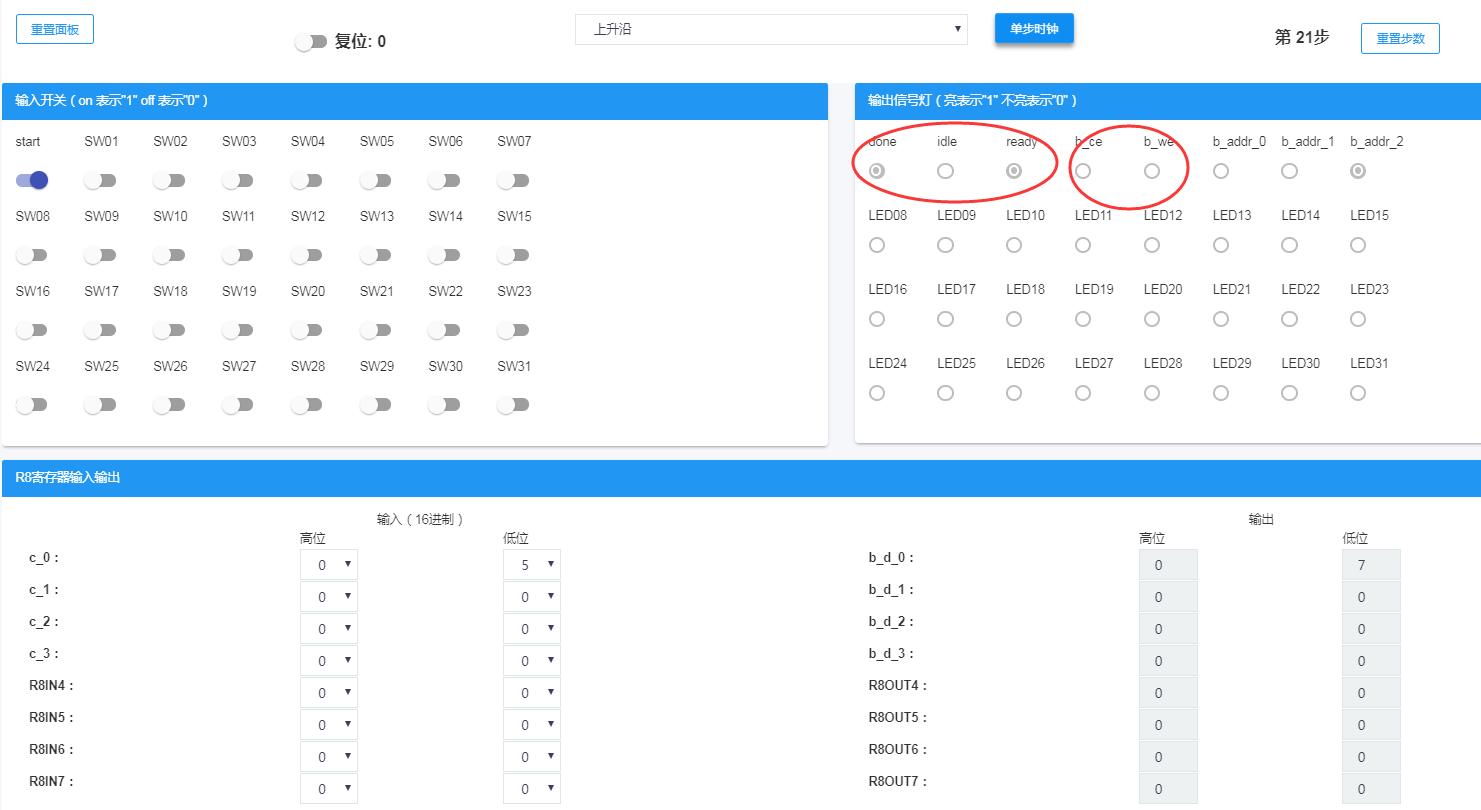 重置面板
复位: 0
上升沿
单步时钟
第 21步
重置步数
输入开关 ( on 表示"1" off 表示"0" )
start SW01 SW02 SW03 SW04 SW05 SW06 SW07
SW08 SW09 SW10 SW11 SW12 SW13 SW14 SW15
SW16 SW17 SW18 SW19 SW20 SW21 SW22 SW23
SW24 SW25 SW26 SW27 SW28 SW29 SW30 SW31
输出信号灯 ( 亮表示"1" 不亮表示"0" )
done idle ready b_ce b_we b_addr_0 b_addr_1 b_addr_2
LED08 LED09 LED10 LED11 LED12 LED13 LED14 LED15
LED16 LED17 LED18 LED19 LED20 LED21 LED22 LED23
LED24 LED25 LED26 LED27 LED28 LED29 LED30 LED31
R8寄存器输入输出
输入 ( 16进制 )
高位 低位
c_0 : 0 5
c_1 : 0 0
c_2 : 0 0
c_3 : 0 0
R8IN4 : 0 0
R8IN5 : 0 0
R8IN6 : 0 0
R8IN7 : 0 0
输出
高位 低位
b_d_0 : 0 7
b_d_1 : 0 0
b_d_2 : 0 0
b_d_3 : 0 0
R8OUT4 : 0 0
R8OUT5 : 0 0
R8OUT6 : 0 0
R8OUT7 : 0 0